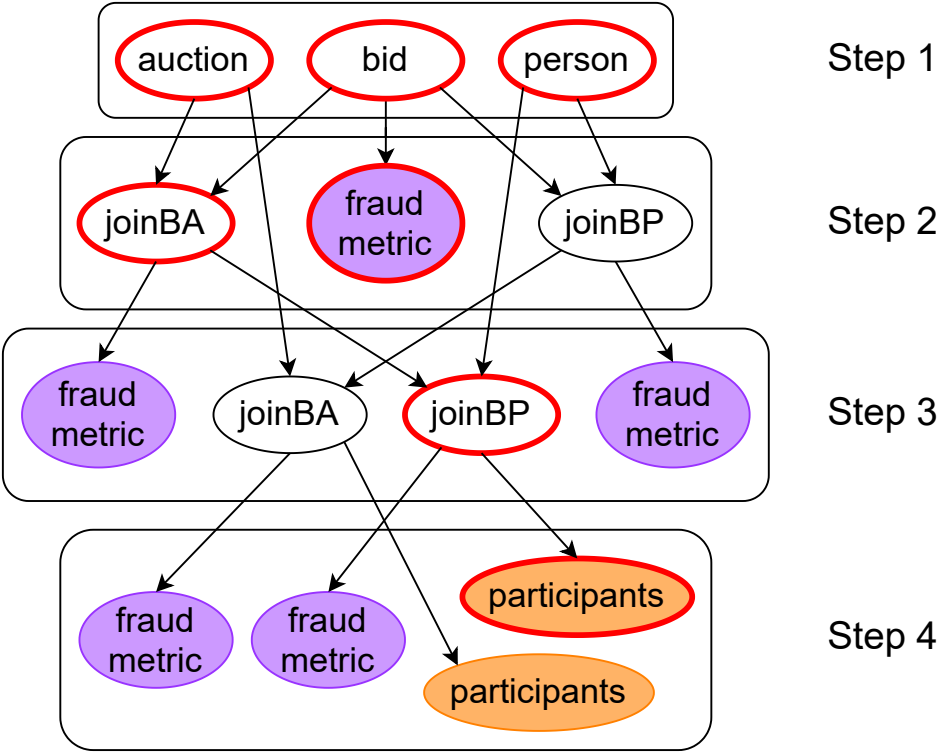 auction
bid
person
Step 1
joinBA
fraud
metric
joinBP
Step 2
fraud
metric
joinBA
joinBP
fraud
metric
Step 3
fraud
metric
fraud
metric
participants
participants
Step 4